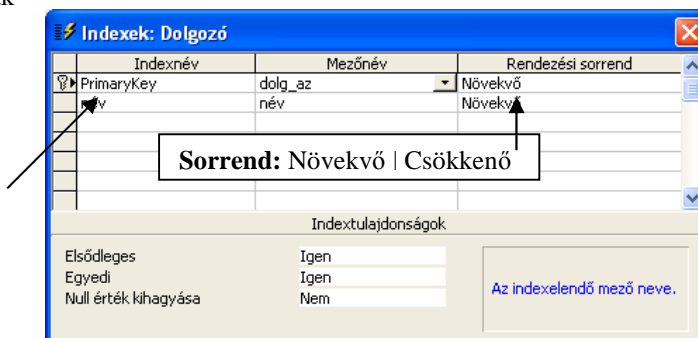 Indexek: Dolgozó
Indexnév Mezőnév Rendezési sorrend
PrimaryKey dolg_az Növekvő
név név Növekvő
Sorrend: Növekvő | Csökkenő
Indextulajdonságok
Elsődleges Igen
Egyedi Igen
Null érték kihagyása Nem
Az indexelendő mező neve.